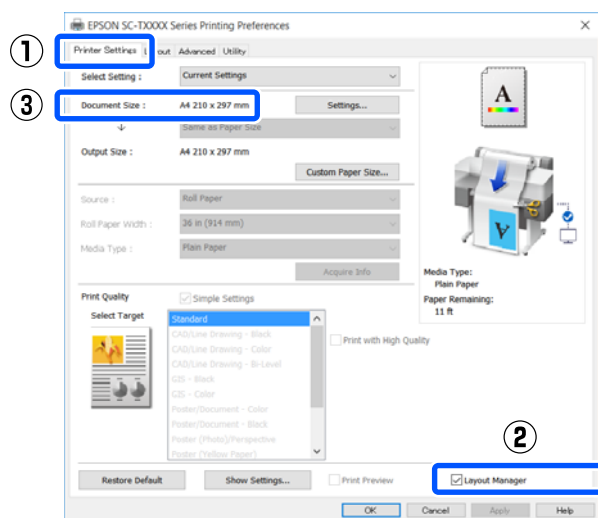 EPSON SC-TXXXX Series Printing Preferences
①
Printer Settings out Advanced Utility
Select Setting : Current Settings
③
Document Size : A4 210 x 297 mm Settings...
Same as Paper Size
Output Size : A4 210 x 297 mm
Custom Paper Size...
Source : Roll Paper
Roll Paper Width : 36 in (914 mm)
Media Type : Plain Paper
Acquire Info
A
A
Media Type:
Plain Paper
Paper Remaining:
11 ft
Print Quality Simple Settings
Select Target
Standard
CAD/Line Drawing - Black
CAD/Line Drawing - Color
CAD/Line Drawing - Bi-Level
GIS - Black
GIS - Color
Poster/Document - Color
Poster/Document - Black
Poster (Photo)/Perspective
Poster (Yellow Paper)
Print with High Quality
②
Restore Default Show Settings... Print Preview Layout Manager
OK Cancel Apply Help